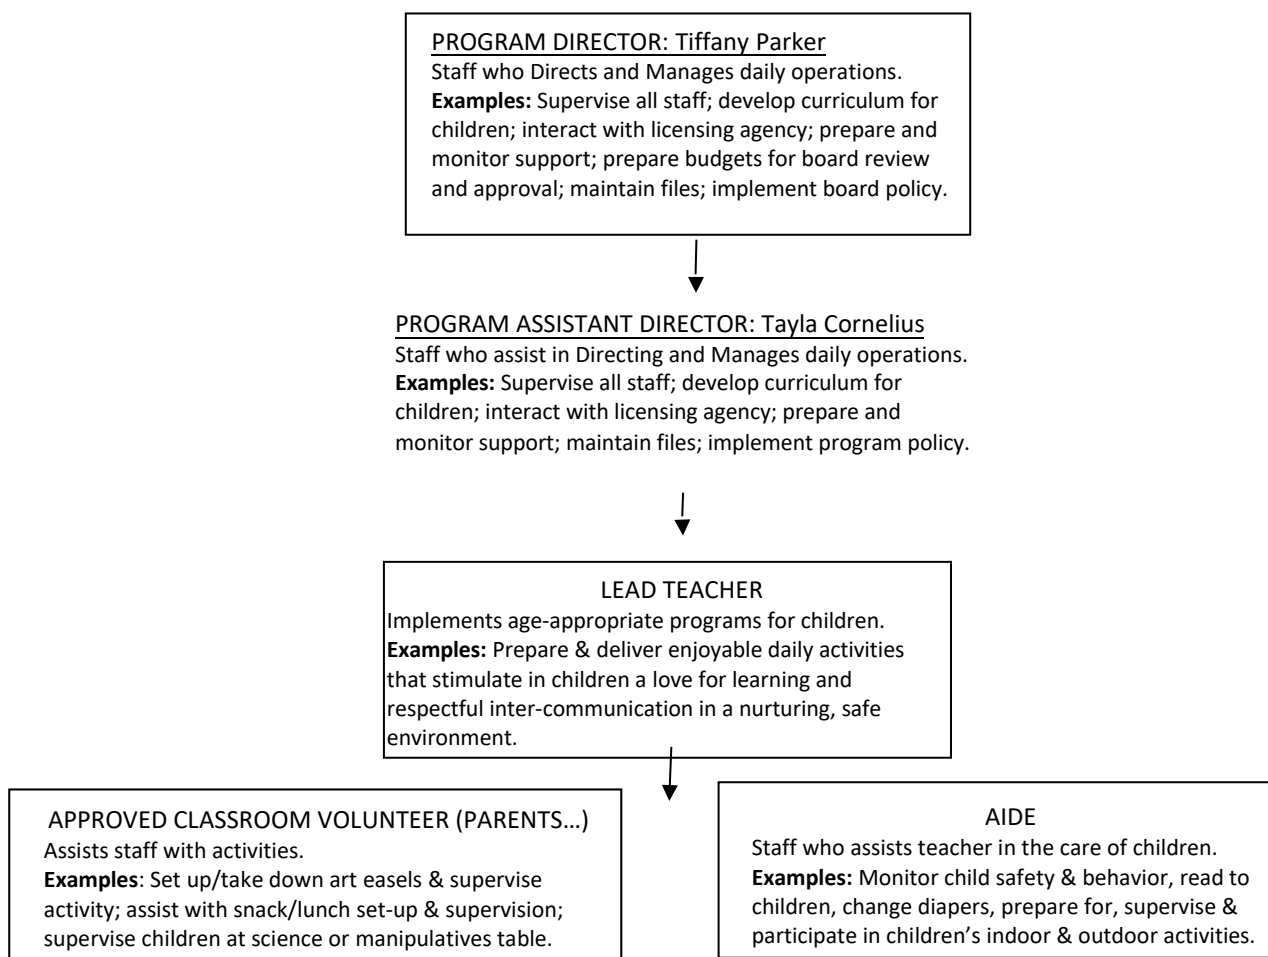 PROGRAM DIRECTOR: Tiffany Parker
Staff who Directs and Manages daily operations.
Examples: Supervise all staff; develop curriculum for
children; interact with licensing agency; prepare and
monitor support; prepare budgets for board review
and approval; maintain files; implement board policy.
PROGRAM ASSISTANT DIRECTOR: Tayla Cornelius
Staff who assist in Directing and Manages daily operations.
Examples: Supervise all staff; develop curriculum for
children; interact with licensing agency; prepare and
monitor support; maintain files; implement program policy.
LEAD TEACHER
Implements age-appropriate programs for children.
Examples: Prepare & deliver enjoyable daily activities
that stimulate in children a love for learning and
respectful inter-communication in a nurturing, safe
environment.
APPROVED CLASSROOM VOLUNTEER (PARENTS…)
Assists staff with activities.
Examples: Set up/take down art easels & supervise
activity; assist with snack/lunch set-up & supervision;
supervise children at science or manipulatives table.
AIDE
Staff who assists teacher in the care of children.
Examples: Monitor child safety & behavior, read to
children, change diapers, prepare for, supervise &
participate in children’s indoor & outdoor activities.